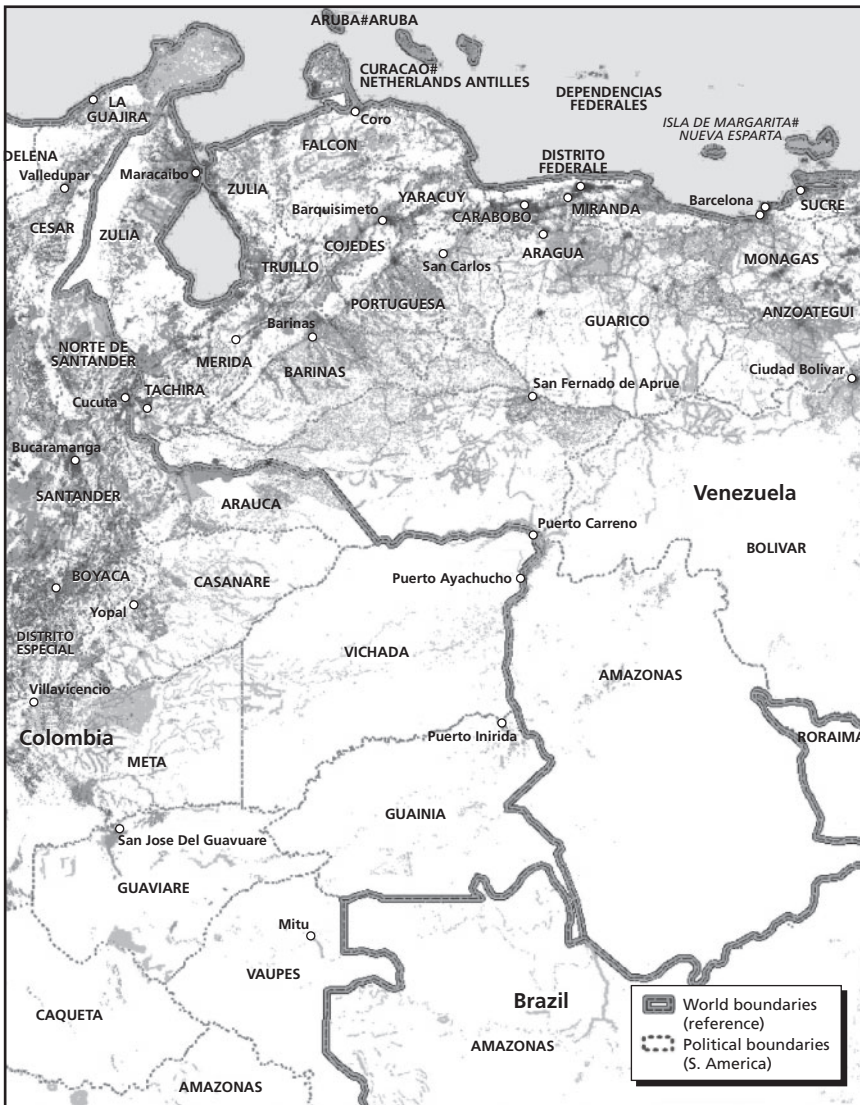 ARUBA#ARUBA
CURACAO#
NETHERLANDS ANTILLES
DEPENDENCIAS
FEDERALES
LA
GUAJIRA
Coro
ISLA DE MARGARITA#
NUEVA ESPARTA
FALCON
DELENA
Valledupar
Maracaibo
ZULIA
YARACUY
DISTRITO
FEDERALE
Barcelona
SUCRE
CESAR
ZULIA
Barquisimeto
CARABOBO
MIRANDA
COJEDES
ARAGUA
MONAGAS
TRUILLO
San Carlos
PORTUGUESA
ANZOATEGUI
GUARICO
Barinas
NORTE DE
SANTANDER
MERIDA
BARINAS
Ciudad Bolivar
TACHIRA
San Fernado de Aprue
Cucuta
Bucaramanga
SANTANDER
ARAUCA
Venezuela
Puerto Carreno
BOLIVAR
BOYACA
CASANARE
Puerto Ayachucho
Yopal
DISTRITO
ESPECIAL
VICHADA
AMAZONAS
Villavicencio
Colombia
Puerto Inirida
RORAIMA
META
GUAINIA
San Jose Del Guavuare
GUAVIARE
Mitu
VAUPES
Brazil
CAQUETA
AMAZONAS
AMAZONAS
World boundaries
(reference)
Political boundaries
(S. America)